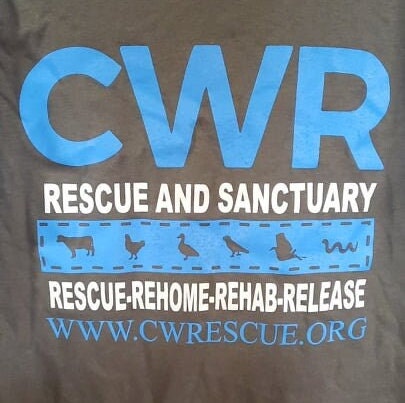 CWR
RESCUE AND SANCTUARY
RESCUE-REHOME-REHAB-RELEASE
WWW.CWRESCUE.ORG